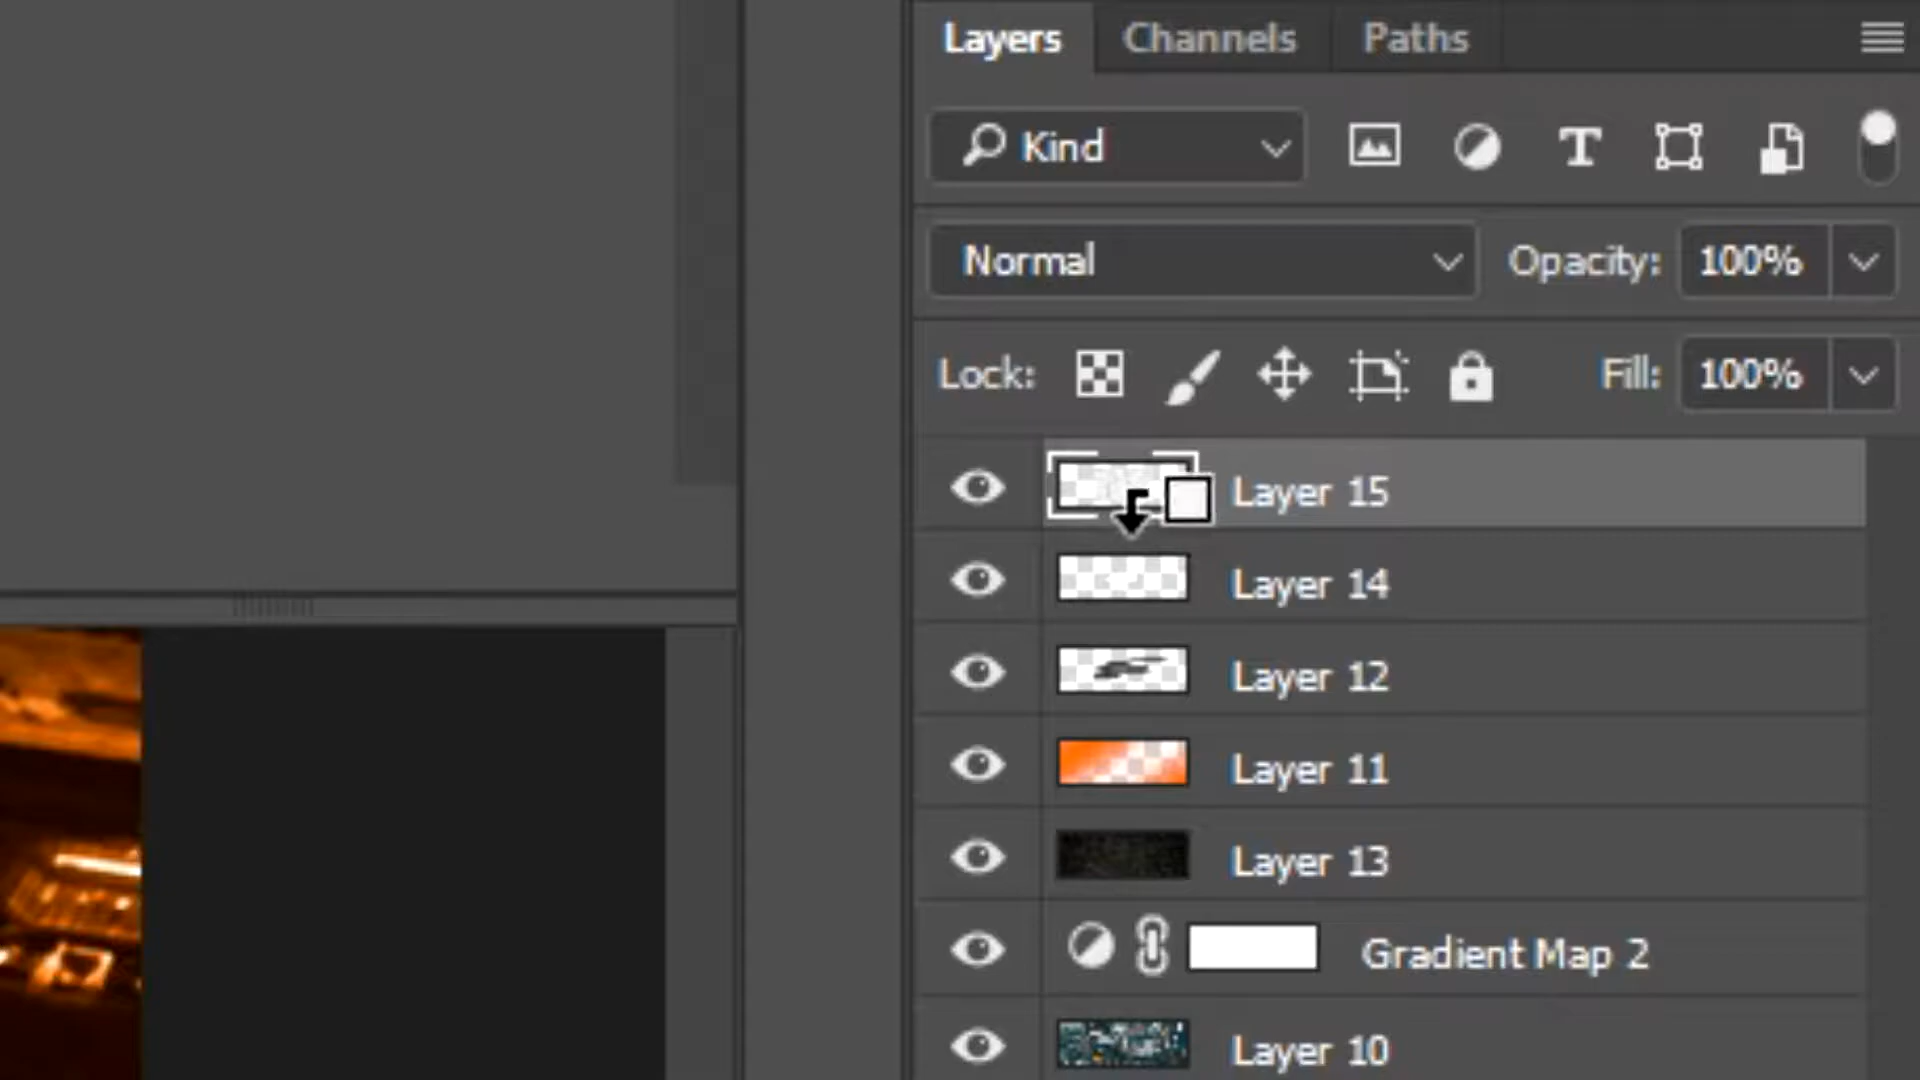 Layers Channels Paths
Kind
Normal Opacity: 100%
Lock: Fill: 100%
Layer 15
Layer 14
Layer 12
Layer 11
Layer 13
Gradient Map 2
Layer 10